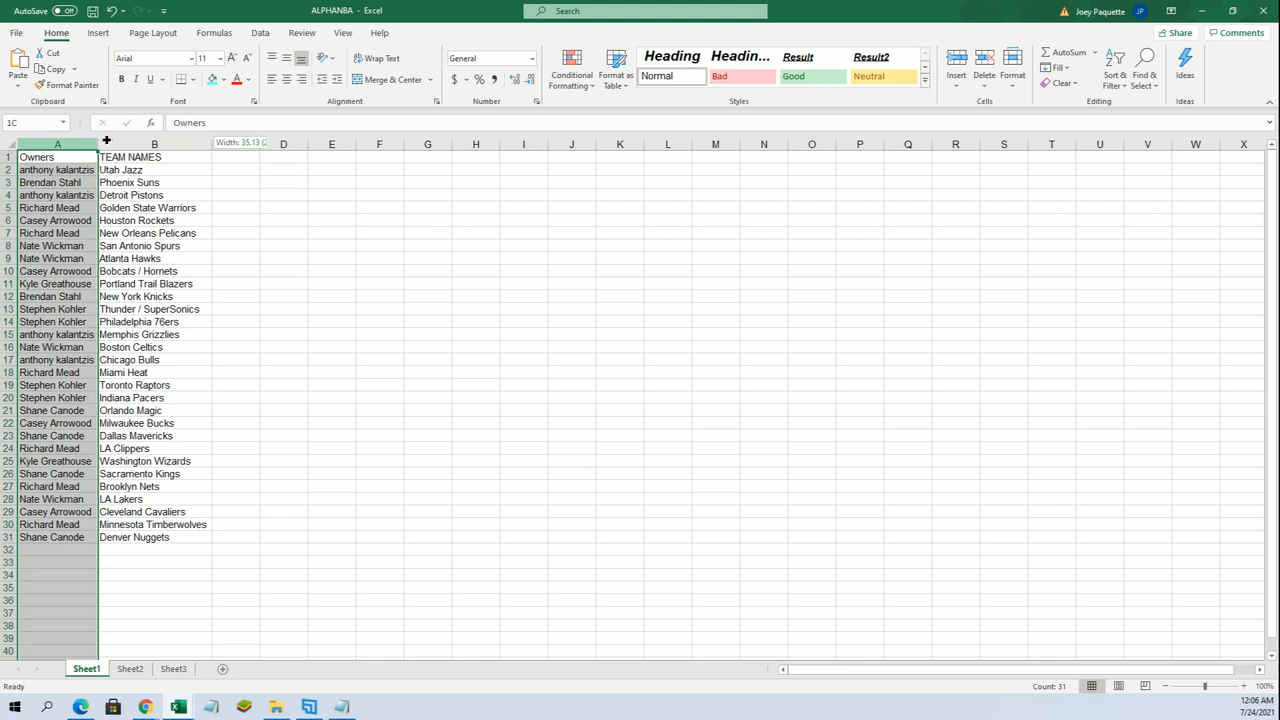 AutoSave Off
ALPHANBA - Excel
Search
Joey Paquette JP
File Home Insert Page Layout Formulas Data Review View Help
Share Comments
Paste Cut Copy Format Painter
Arial 11 A A B I U A
Wrap Text Merge & Center
General $ % ,
Conditional Formatting Format as Table
Heading Headin... Result Result2
Normal Bad Good Neutral
Insert Delete Format
AutoSum Fill Clear
Sort & Filter Find & Select
Ideas
Clipboard Font Alignment Number Styles Cells Editing Ideas
1C fx Owners
Width: 35.13 (2
A B D E F G H I J K L M N O P Q R S T U V W X
1 Owners TEAM NAMES
2 anthony kalantzis Utah Jazz
3 Brendan Stahl Phoenix Suns
4 anthony kalantzis Detroit Pistons
5 Richard Mead Golden State Warriors
6 Casey Arrowood Houston Rockets
7 Richard Mead New Orleans Pelicans
8 Nate Wickman San Antonio Spurs
9 Nate Wickman Atlanta Hawks
10 Casey Arrowood Bobcats / Hornets
11 Kyle Greathouse Portland Trail Blazers
12 Brendan Stahl New York Knicks
13 Stephen Kohler Thunder / SuperSonics
14 Stephen Kohler Philadelphia 76ers
15 anthony kalantzis Memphis Grizzlies
16 Nate Wickman Boston Celtics
17 anthony kalantzis Chicago Bulls
18 Richard Mead Miami Heat
19 Stephen Kohler Toronto Raptors
20 Stephen Kohler Indiana Pacers
21 Shane Canode Orlando Magic
22 Casey Arrowood Milwaukee Bucks
23 Shane Canode Dallas Mavericks
24 Richard Mead LA Clippers
25 Kyle Greathouse Washington Wizards
26 Shane Canode Sacramento Kings
27 Richard Mead Brooklyn Nets
28 Nate Wickman LA Lakers
29 Casey Arrowood Cleveland Cavaliers
30 Richard Mead Minnesota Timberwolves
31 Shane Canode Denver Nuggets
32
33
34
35
36
37
38
39
40
Sheet1 Sheet2 Sheet3
Ready Count: 31 100%
12:06 AM
7/24/2021